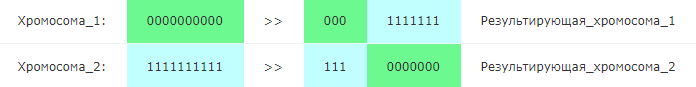 Хромосома_1: 0000000000 >> 000 1111111 Результирующая_хромосома_1
Хромосома_2: 1111111111 >> 111 0000000 Результирующая_хромосома_2